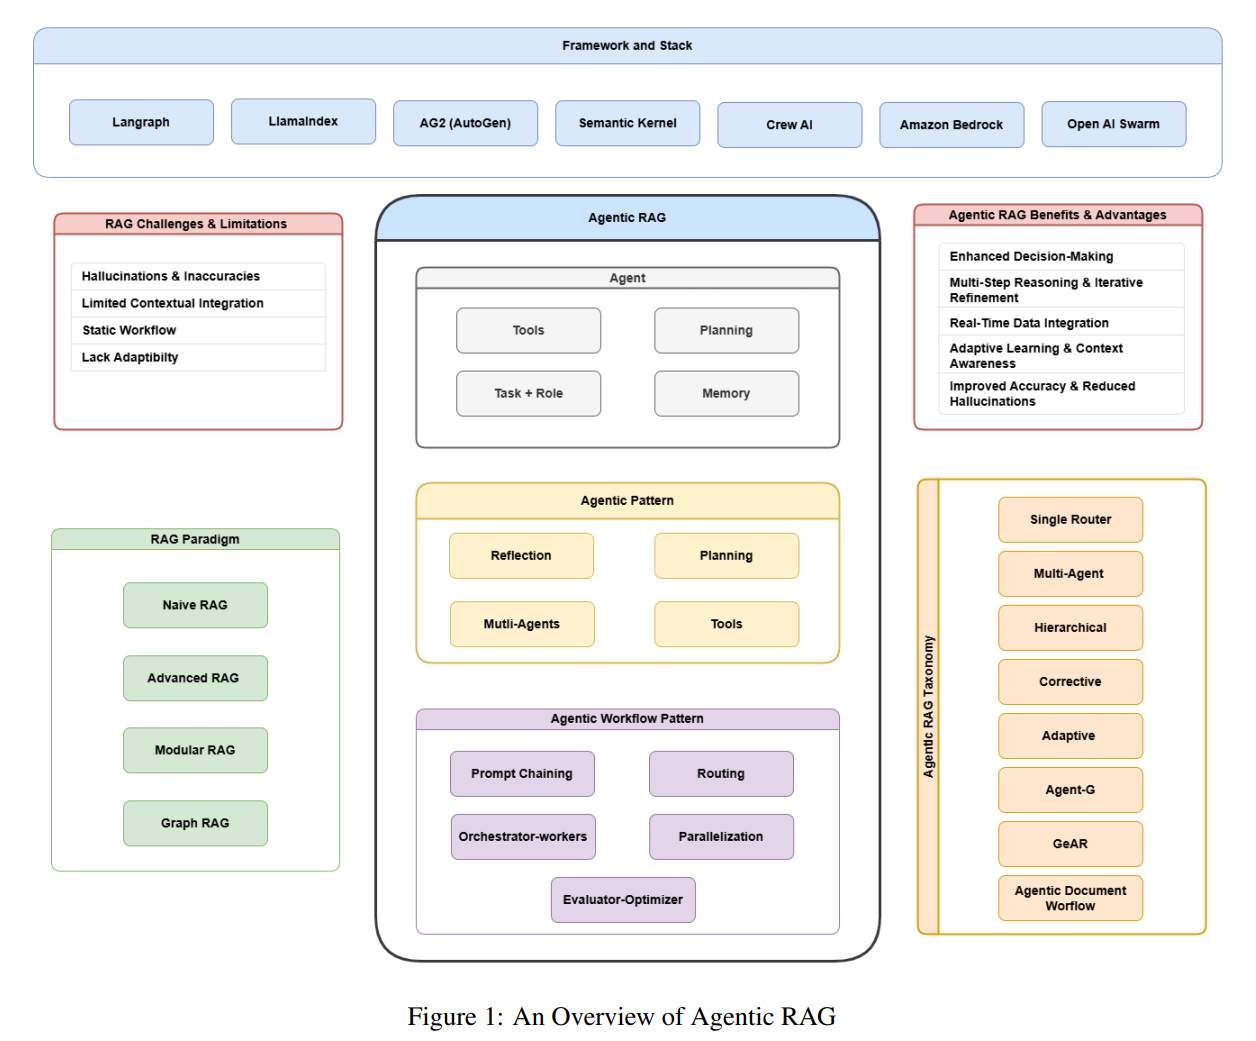 Framework and Stack
Langraph
LlamaIndex
AG2 (AutoGen)
Semantic Kernel
Crew AI
Amazon Bedrock
Open AI Swarm
RAG Challenges & Limitations
Hallucinations & Inaccuracies
Limited Contextual Integration
Static Workflow
Lack Adaptibilty
Agentic RAG
Agent
Tools
Planning
Task + Role
Memory
Agentic Pattern
Reflection
Planning
Mutli-Agents
Tools
Agentic Workflow Pattern
Prompt Chaining
Routing
Orchestrator-workers
Parallelization
Evaluator-Optimizer
Agentic RAG Benefits & Advantages
Enhanced Decision-Making
Multi-Step Reasoning & Iterative
Refinement
Real-Time Data Integration
Adaptive Learning & Context
Awareness
Improved Accuracy & Reduced
Hallucinations
RAG Paradigm
Naive RAG
Advanced RAG
Modular RAG
Graph RAG
Agentic RAG Taxonomy
Single Router
Multi-Agent
Hierarchical
Corrective
Adaptive
Agent-G
GeAR
Agentic Document
Worflow
Figure 1: An Overview of Agentic RAG